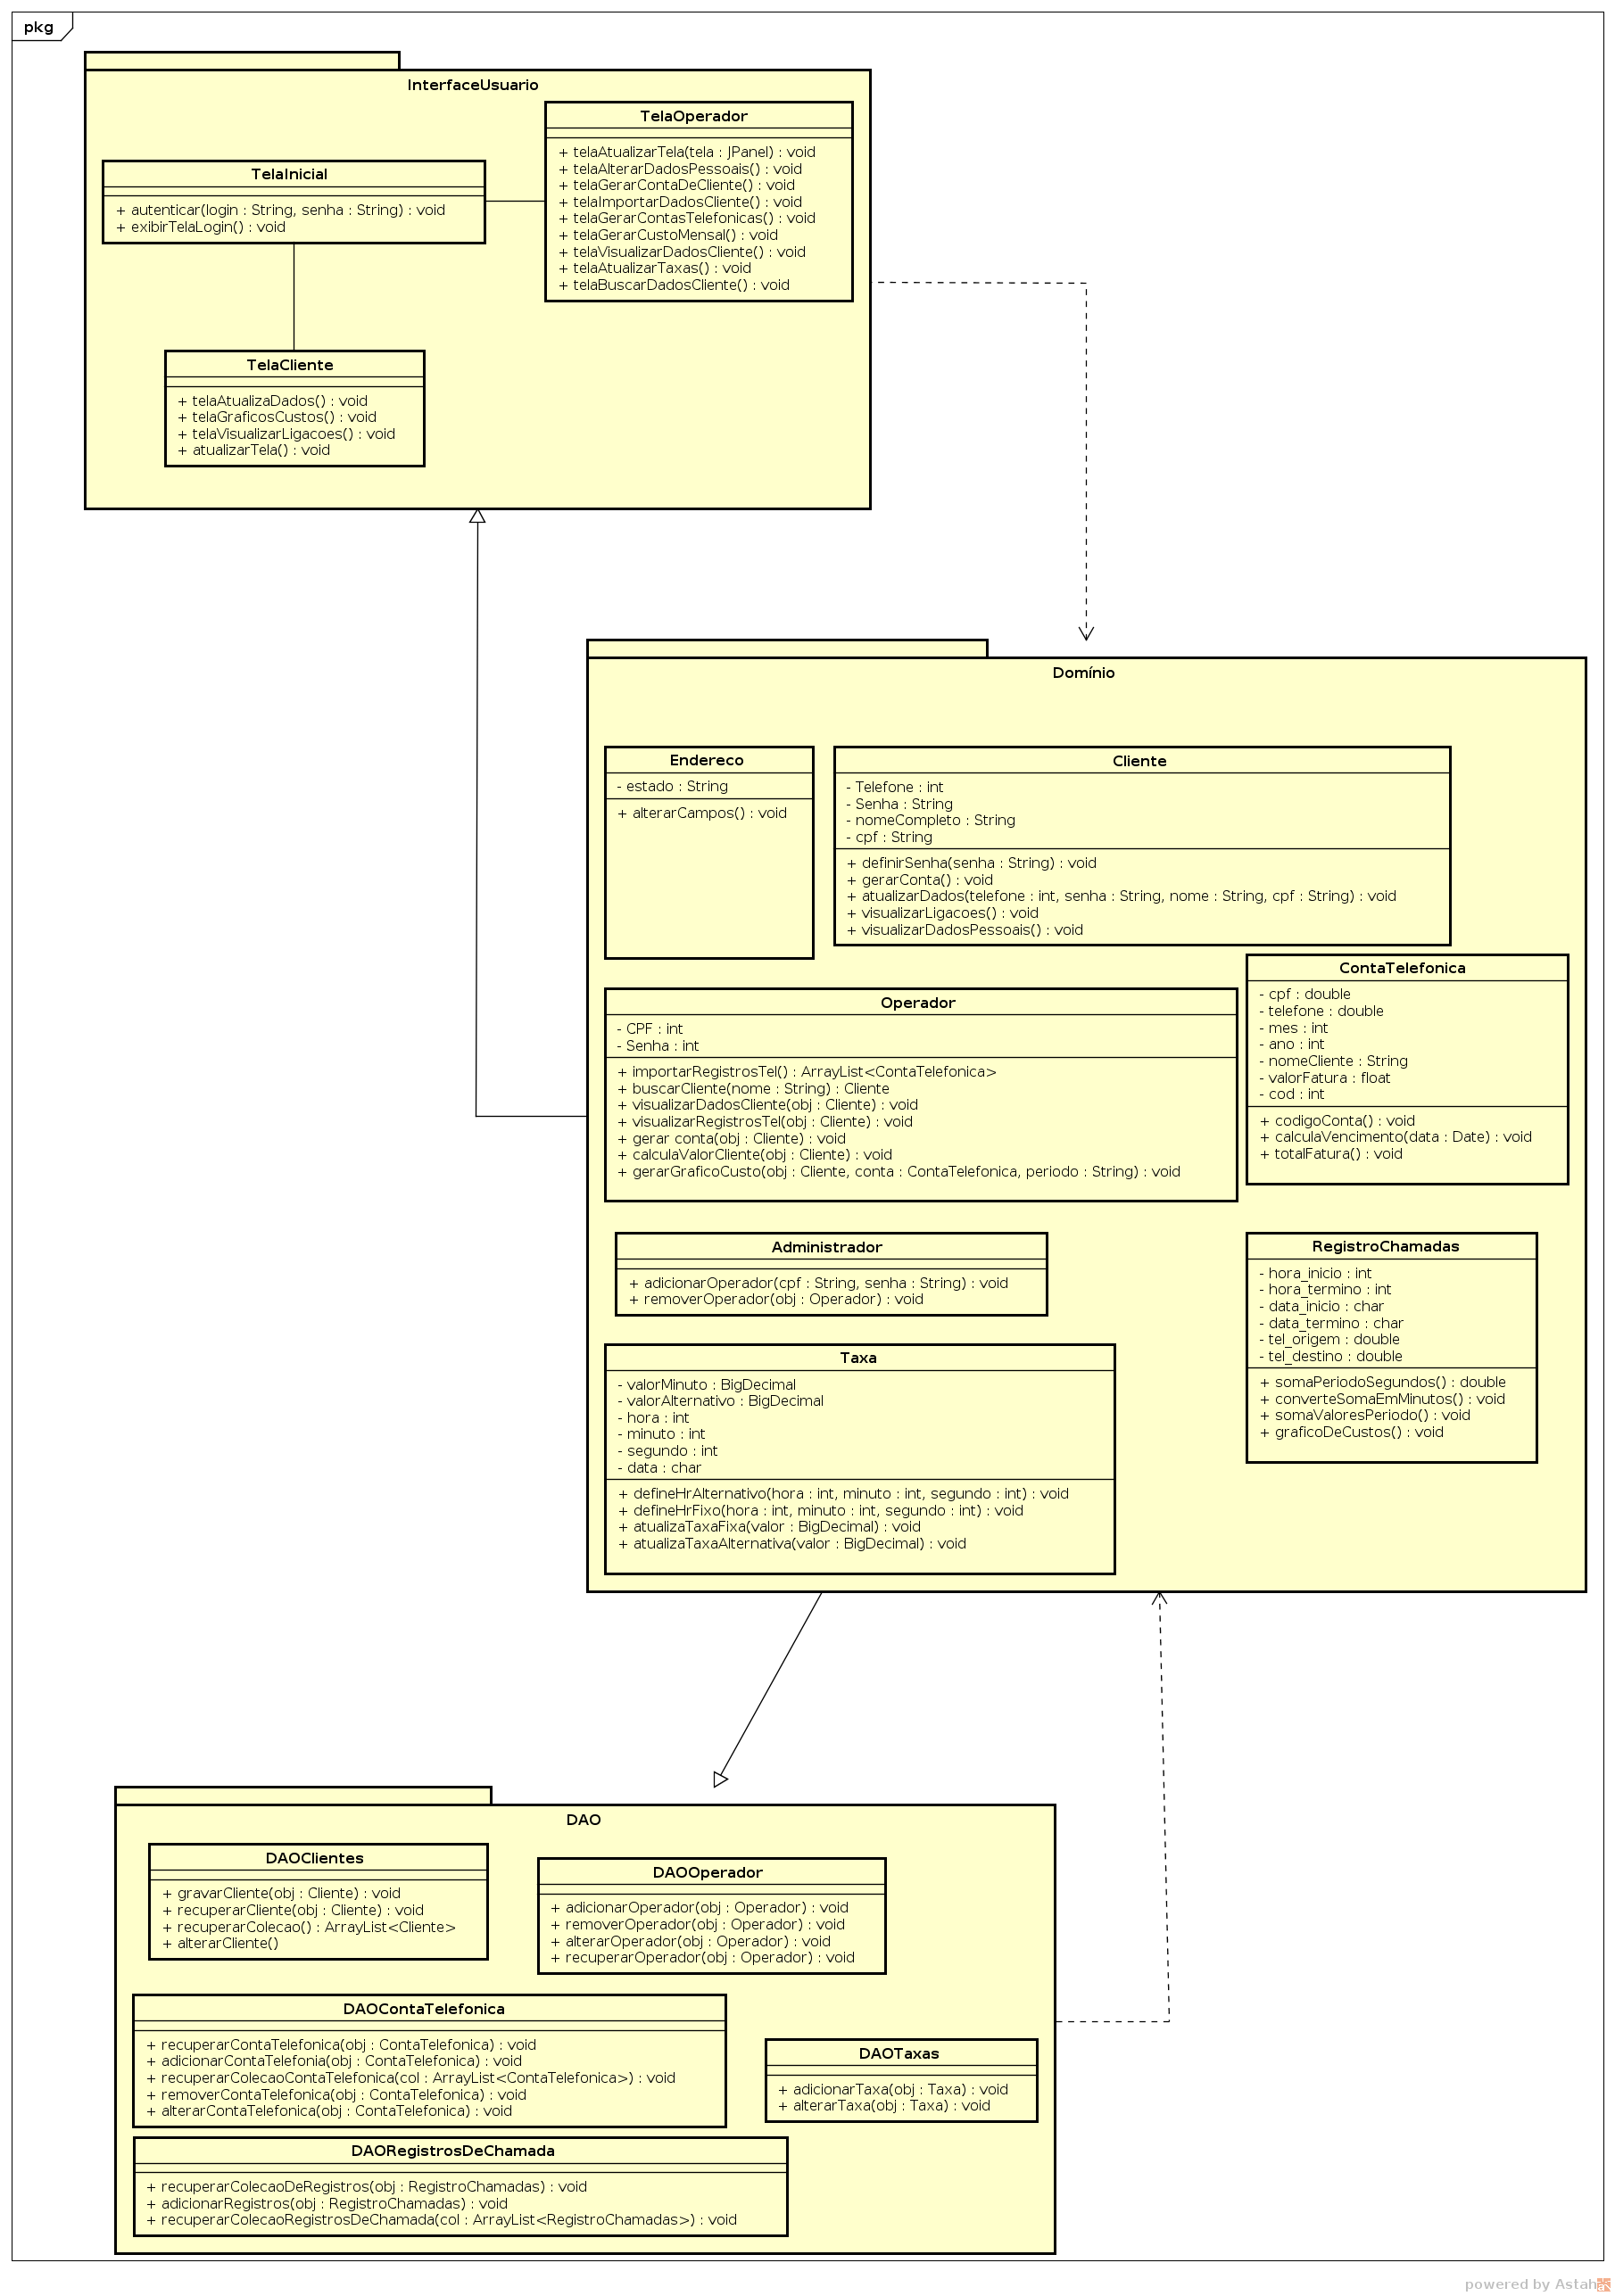 pkg
InterfaceUsuario
TelaOperador
+ telaAtualizarTela(tela : JPanel) : void
+ telaAlterarDadosPessoais() : void
+ telaGerarContaDeCliente() : void
+ telaImportarDadosCliente() : void
+ telaGerarContasTelefonicas() : void
+ telaGerarCustoMensal() : void
+ telaVisualizarDadosCliente() : void
+ telaAtualizarTaxas() : void
+ telaBuscarDadosCliente() : void
TelaInicial
+ autenticar(login : String, senha : String) : void
+ exibirTelaLogin() : void
TelaCliente
+ telaAtualizaDados() : void
+ telaGraficosCustos() : void
+ telaVisualizarLigacoes() : void
+ atualizarTela() : void
Domínio
Endereco
- estado : String
+ alterarCampos() : void
Cliente
- Telefone : int
- Senha : String
- nomeCompleto : String
- cpf : String
+ definirSenha(senha : String) : void
+ gerarConta() : void
+ atualizarDados(telefone : int, senha : String, nome : String, cpf : String) : void
+ visualizarLigacoes() : void
+ visualizarDadosPessoais() : void
ContaTelefonica
- cpf : double
- telefone : double
- mes : int
- ano : int
- nomeCliente : String
- valorFatura : float
- cod : int
+ codigoConta() : void
+ calculaVencimento(data : Date) : void
+ totalFatura() : void
Operador
- CPF : int
- Senha : int
+ importarRegistrosTel() : ArrayList<ContaTelefonica>
+ buscarCliente(nome : String) : Cliente
+ visualizarDadosCliente(obj : Cliente) : void
+ visualizarRegistrosTel(obj : Cliente) : void
+ gerar conta(obj : Cliente) : void
+ calculaValorCliente(obj : Cliente) : void
+ gerarGraficoCusto(obj : Cliente, conta : ContaTelefonica, periodo : String) : void
Administrador
+ adicionarOperador(cpf : String, senha : String) : void
+ removerOperador(obj : Operador) : void
RegistroChamadas
- hora_inicio : int
- hora_termino : int
- data_inicio : char
- data_termino : char
- tel_origem : double
- tel_destino : double
+ somaPeriodoSegundos() : double
+ converteSomaEmMinutos() : void
+ somaValoresPeriodo() : void
+ graficoDeCustos() : void
Taxa
- valorMinuto : BigDecimal
- valorAlternativo : BigDecimal
- hora : int
- minuto : int
- segundo : int
- data : char
+ defineHrAlternativo(hora : int, minuto : int, segundo : int) : void
+ defineHrFixo(hora : int, minuto : int, segundo : int) : void
+ atualizaTaxaFixa(valor : BigDecimal) : void
+ atualizaTaxaAlternativa(valor : BigDecimal) : void
DAO
DAOClientes
+ gravarCliente(obj : Cliente) : void
+ recuperarCliente(obj : Cliente) : void
+ recuperarColecao() : ArrayList<Cliente>
+ alterarCliente()
DAOOperador
+ adicionarOperador(obj : Operador) : void
+ removerOperador(obj : Operador) : void
+ alterarOperador(obj : Operador) : void
+ recuperarOperador(obj : Operador) : void
DAOContaTelefonica
+ recuperarContaTelefonica(obj : ContaTelefonica) : void
+ adicionarContaTelefonia(obj : ContaTelefonica) : void
+ recuperarColecaoContaTelefonica(col : ArrayList<ContaTelefonica>) : void
+ removerContaTelefonica(obj : ContaTelefonica) : void
+ alterarContaTelefonica(obj : ContaTelefonica) : void
DAOTaxas
+ adicionarTaxa(obj : Taxa) : void
+ alterarTaxa(obj : Taxa) : void
DAORegistrosDeChamada
+ recuperarColecaoDeRegistros(obj : RegistroChamadas) : void
+ adicionarRegistros(obj : RegistroChamadas) : void
+ recuperarColecaoRegistrosDeChamada(col : ArrayList<RegistroChamadas>) : void
powered by Astah